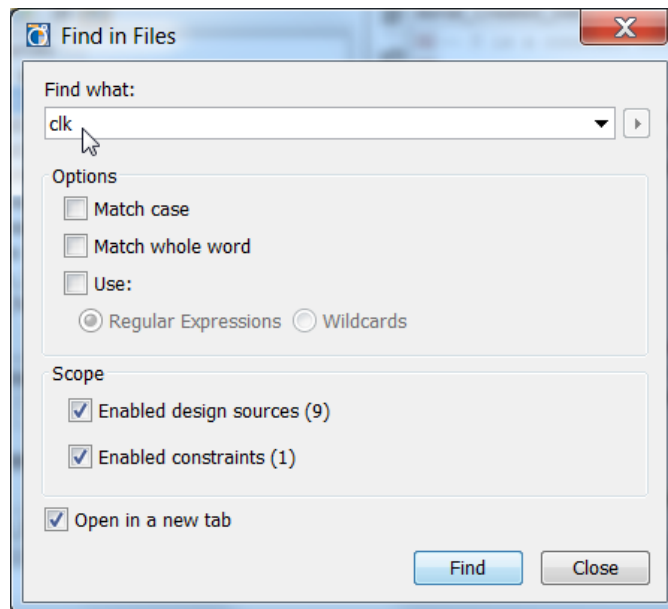 Find in Files
Find what:
clk
Options
Match case
Match whole word
Use:
Regular Expressions Wildcards
Scope
Enabled design sources (9)
Enabled constraints (1)
Open in a new tab
Find Close